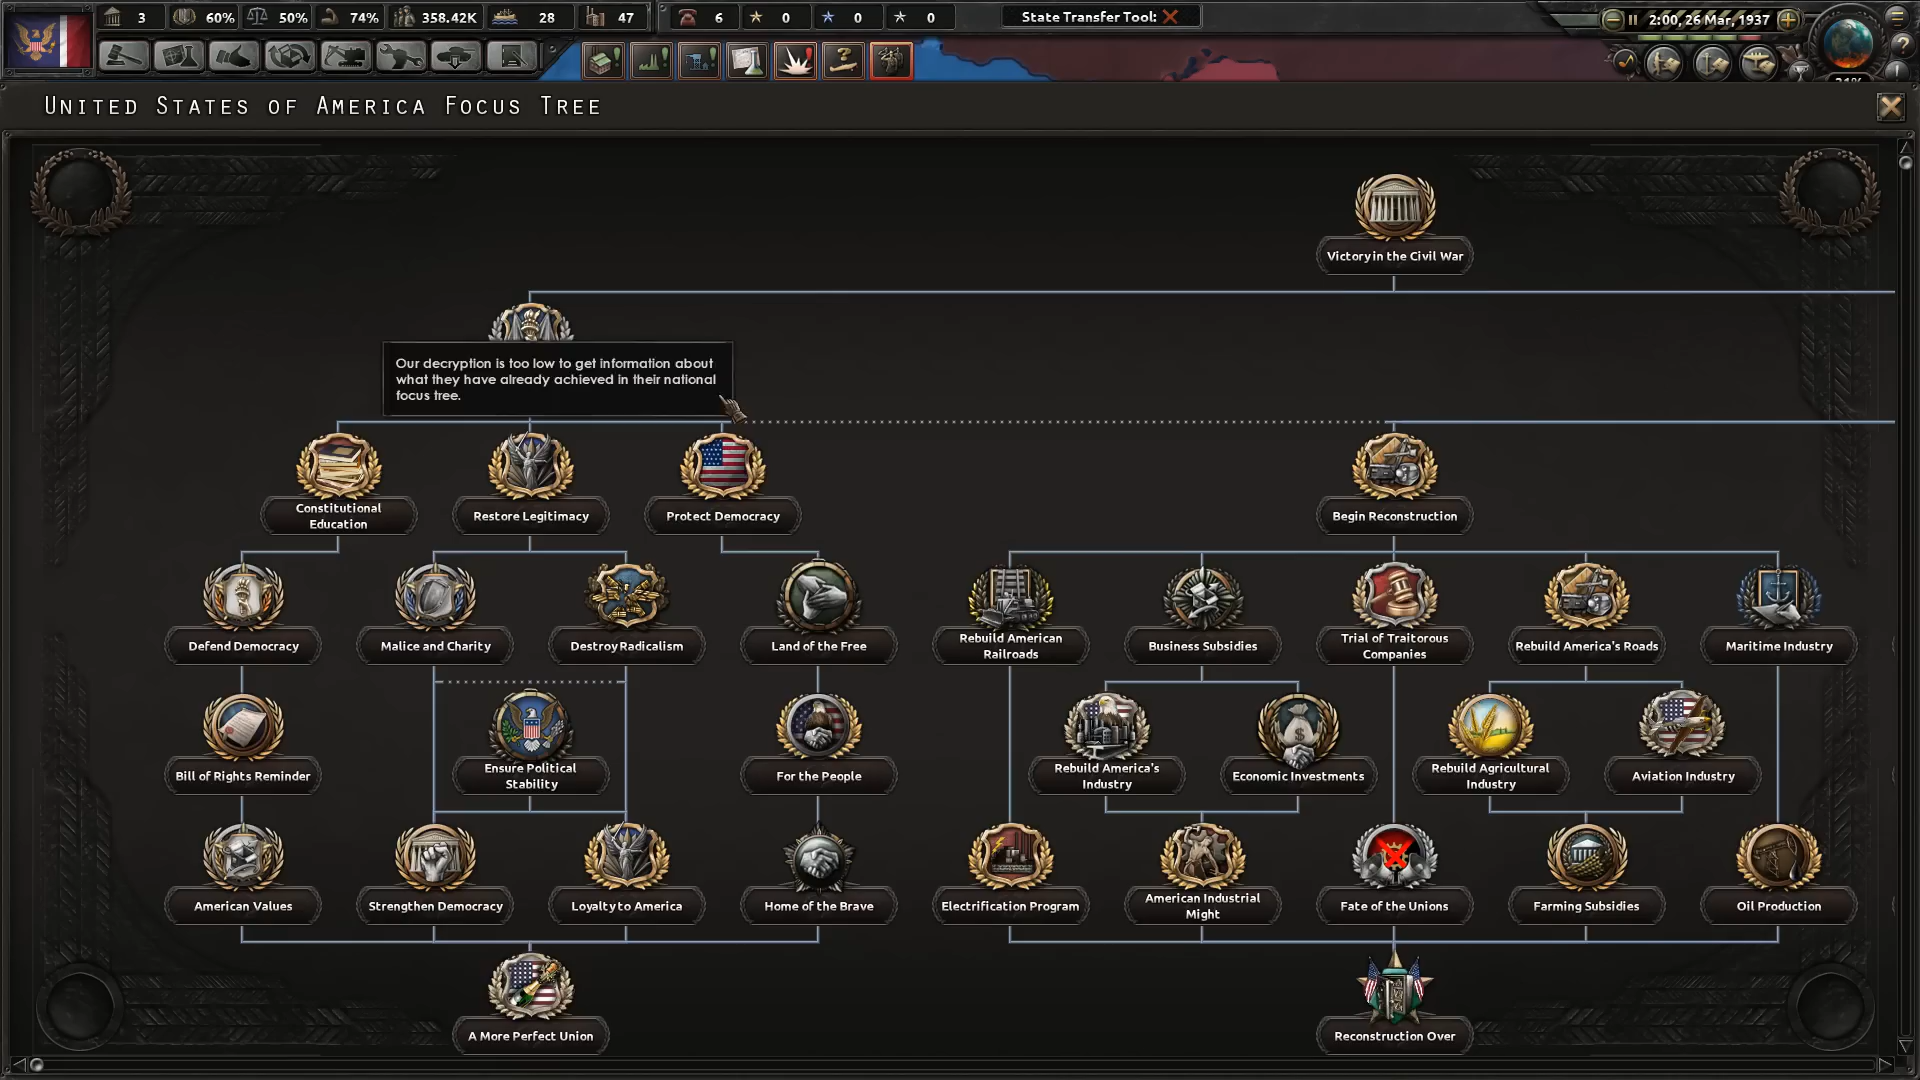 3
60%
50%
74%
358.42K
28
47
6
0
0
0
State Transfer Tool:
2:00, 26 Mar, 1937
United States of America Focus Tree
Victory in the Civil War
Our decryption is too low to get information about
what they have already achieved in their national
focus tree.
Constitutional
Education
Restore Legitimacy
Protect Democracy
Begin Reconstruction
Defend Democracy
Malice and Charity
Destroy Radicalism
Land of the Free
Rebuild American
Railroads
Business Subsidies
Trial of Traitorous
Companies
Rebuild America's Roads
Maritime Industry
Bill of Rights Reminder
Ensure Political
Stability
For the People
Rebuild America's
Industry
Economic Investments
Rebuild Agricultural
Industry
Aviation Industry
American Values
Strengthen Democracy
Loyalty to America
Home of the Brave
Electrification Program
American Industrial
Might
Fate of the Unions
Farming Subsidies
Oil Production
A More Perfect Union
Reconstruction Over